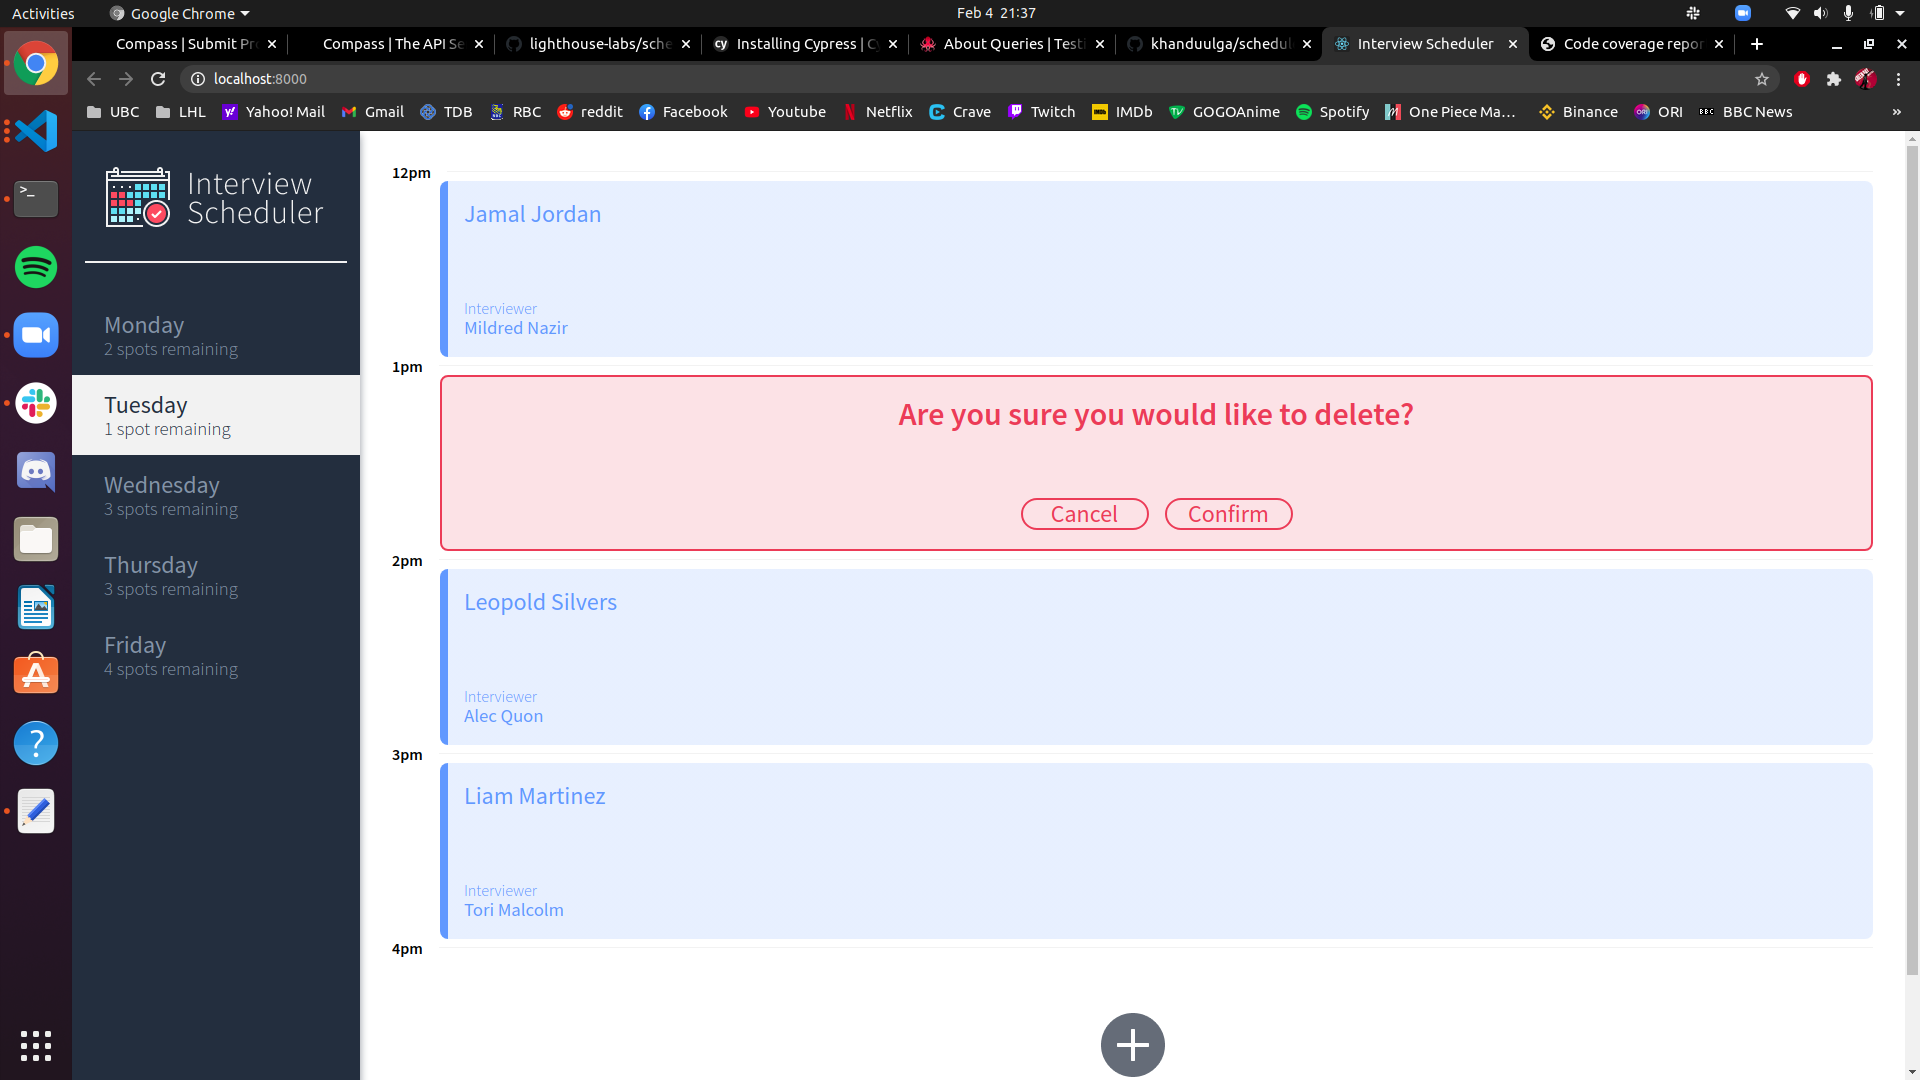 Activities
Google Chrome
Feb 4 21:37
Compass | Submit Pr
Compass | The API Se
lighthouse-labs/sche
cy
Installing Cypress | Cy
About Queries | Testi
khanduulga/schedul
Interview Scheduler
Code coverage repor
localhost:8000
UBC
LHL
Yahoo! Mail
Gmail
TDB
RBC
reddit
Facebook
Youtube
Netflix
Crave
Twitch
IMDb
GOGOAnime
Spotify
One Piece Ma...
Binance
ORI
BBC News
»
Interview
Scheduler
Monday
2 spots remaining
Tuesday
1 spot remaining
Wednesday
3 spots remaining
Thursday
3 spots remaining
Friday
4 spots remaining
12pm
Jamal Jordan
Interviewer
Mildred Nazir
1pm
Are you sure you would like to delete?
Cancel
Confirm
2pm
Leopold Silvers
Interviewer
Alec Quon
3pm
Liam Martinez
Interviewer
Tori Malcolm
4pm